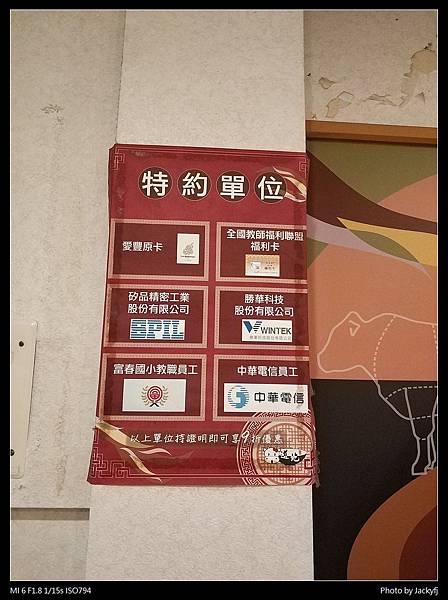 特約單位
愛豐原卡
全國教師福利聯盟
福利卡
矽品精密工業
股份有限公司
SPIL
勝華科技
股份有限公司
WINTEK
富春國小教職員工
中華電信員工
中華電信
以上單位持證明即可享9折優惠
MI 6 F1.8 1/15s ISO794
Photo by Jackyfj